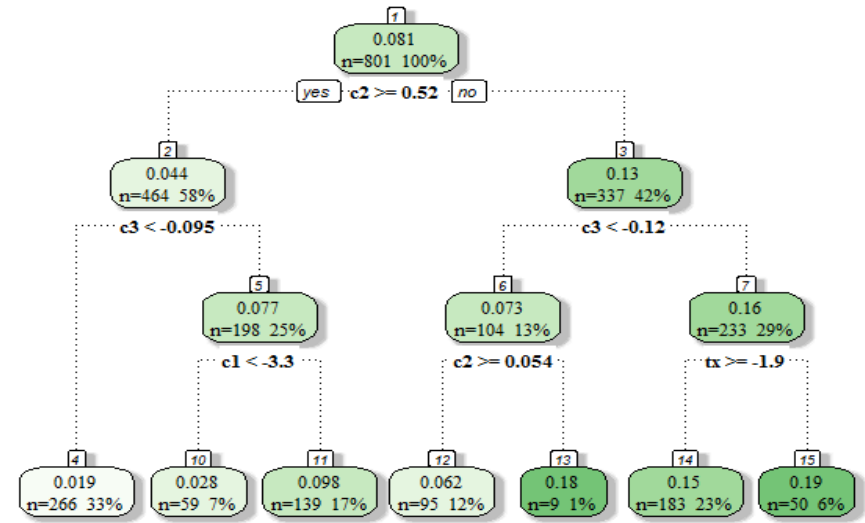 1
0.081
n=801 100%
yes c2 >= 0.52 no
2 3
0.044 0.13
n=464 58% n=337 42%
c3 < -0.095 c3 < -0.12
5 6 7
0.077 0.073 0.16
n=198 25% n=104 13% n=233 29%
c1 < -3.3 c2 >= 0.054 tx >= -1.9
4 10 11 12 13 14 15
0.019 0.028 0.098 0.062 0.18 0.15 0.19
n=266 33% n=59 7% n=139 17% n=95 12% n=9 1% n=183 23% n=50 6%